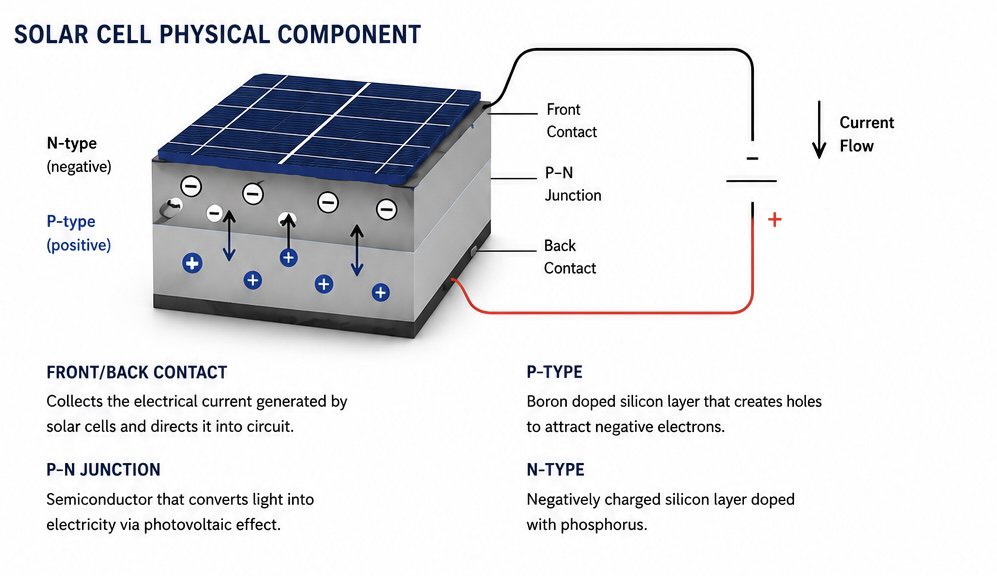 SOLAR CELL PHYSICAL COMPONENT
N-type
(negative)
P-type
(positive)
Front
Contact
P-N
Junction
Back
Contact
−
+
Current
Flow
FRONT/BACK CONTACT
Collects the electrical current generated by
solar cells and directs it into circuit.
P-N JUNCTION
Semiconductor that converts light into
electricity via photovoltaic effect.
P-TYPE
Boron doped silicon layer that creates holes
to attract negative electrons.
N-TYPE
Negatively charged silicon layer doped
with phosphorus.